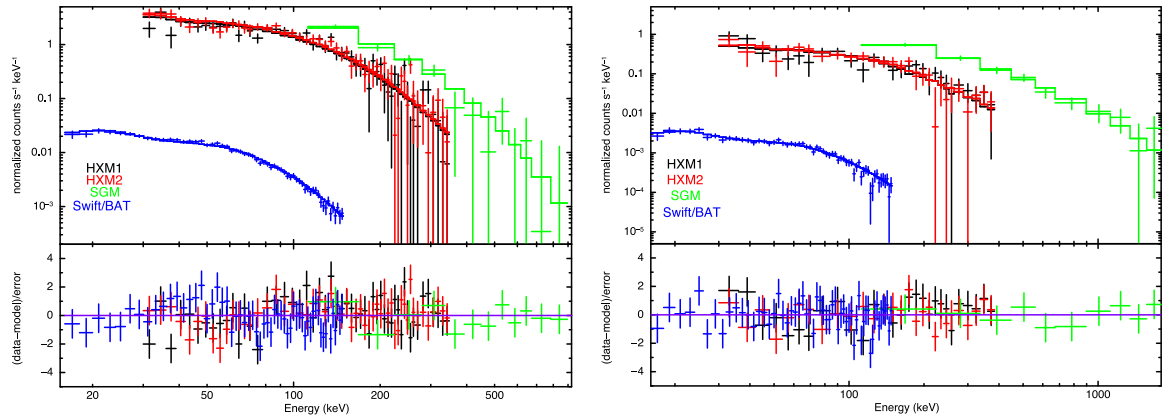 normalized counts s⁻¹ keV⁻¹
1
0.1
0.01
10⁻³
HXM1
HXM2
SGM
Swift/BAT
(data−model)/error
4
2
0
−2
−4
20
50
100
200
500
Energy (keV)
normalized counts s⁻¹ keV⁻¹
10
1
0.1
0.01
10⁻³
10⁻⁴
10⁻⁵
HXM1
HXM2
SGM
Swift/BAT
(data−model)/error
4
2
0
−2
−4
100
1000
Energy (keV)